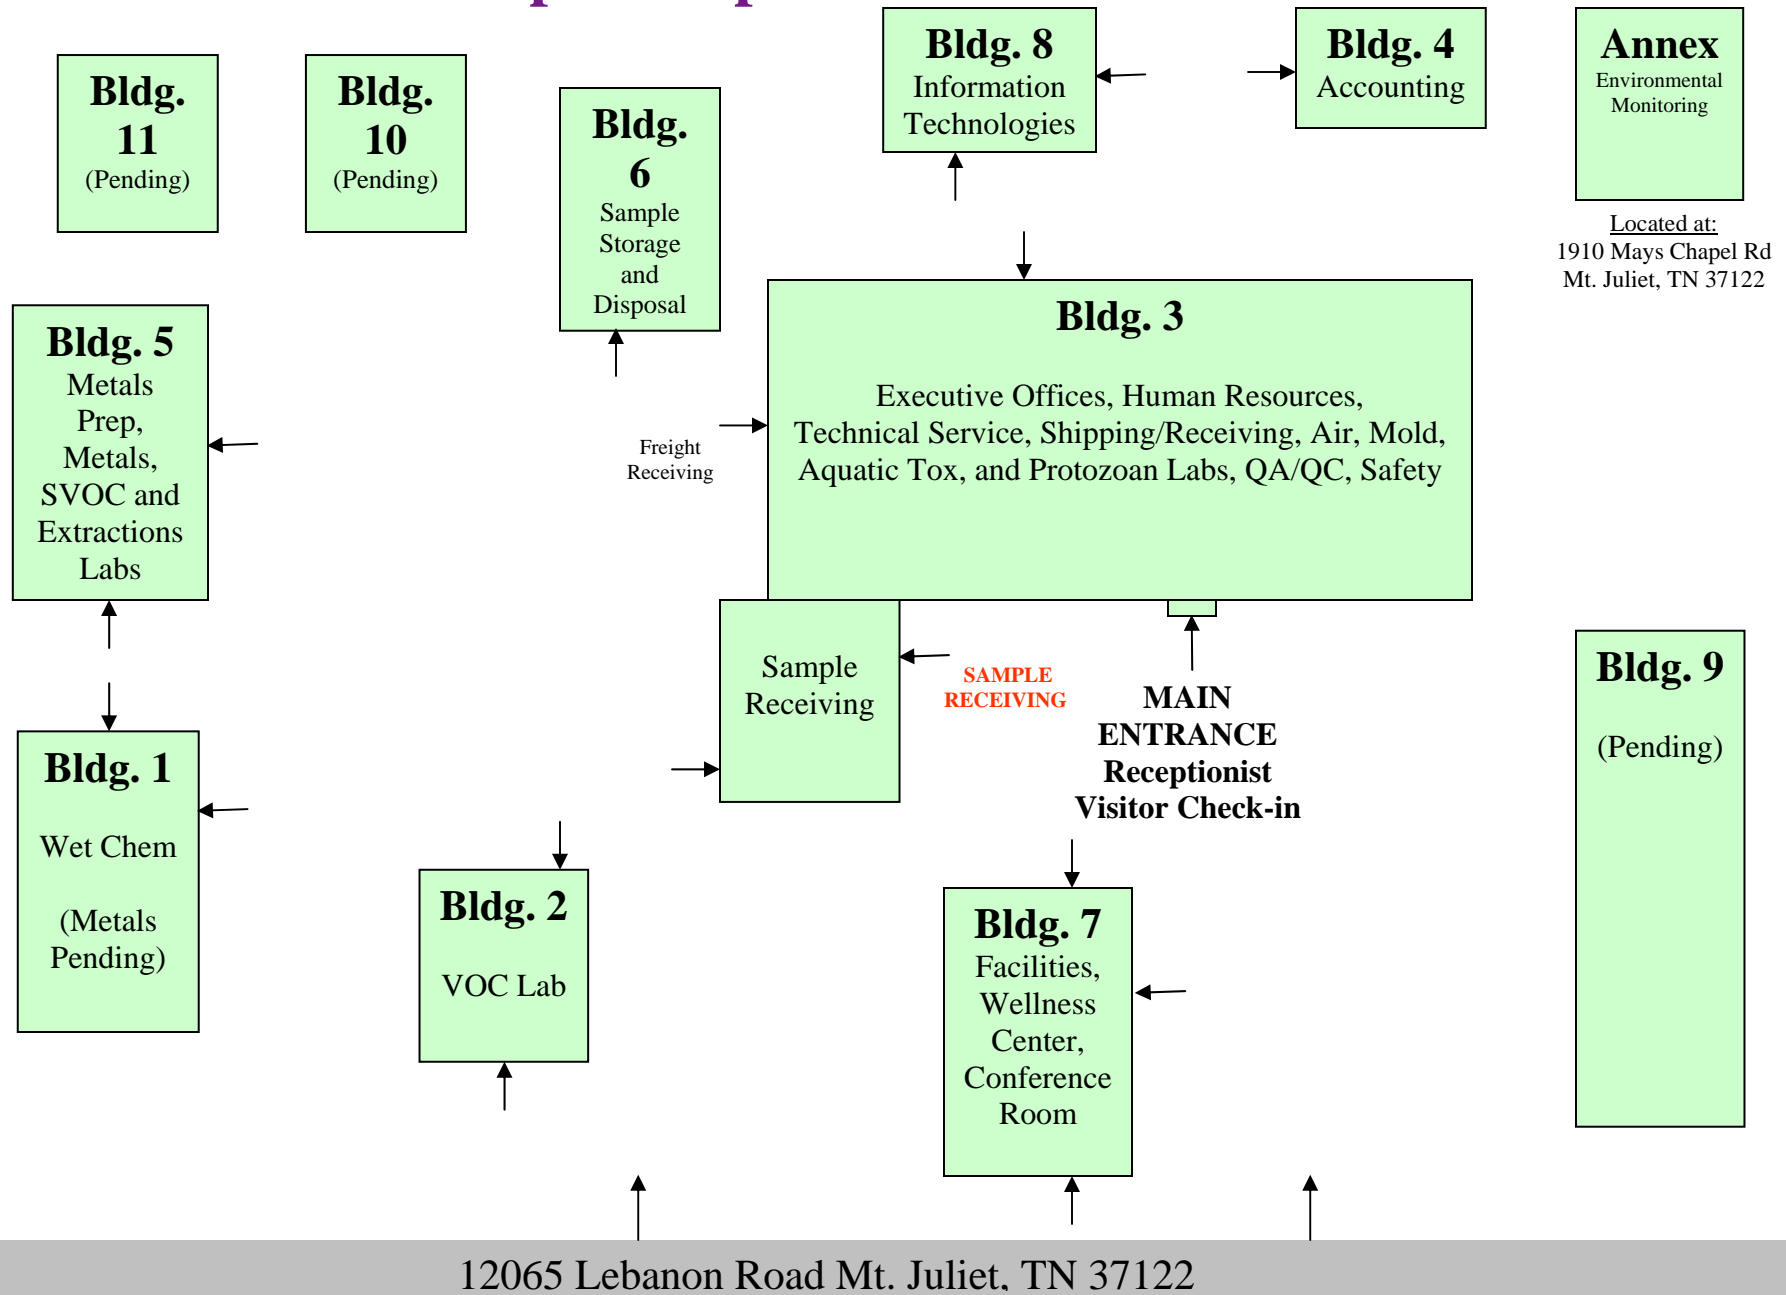 Bldg. 8
Information
Technologies
Bldg. 4
Accounting
Annex
Environmental
Monitoring
Located at:
1910 Mays Chapel Rd
Mt. Juliet, TN 37122
Bldg.
11
(Pending)
Bldg.
10
(Pending)
Bldg.
6
Sample
Storage
and
Disposal
Bldg. 5
Metals
Prep,
Metals,
SVOC and
Extractions
Labs
Freight
Receiving
Bldg. 3
Executive Offices, Human Resources,
Technical Service, Shipping/Receiving, Air, Mold,
Aquatic Tox, and Protozoan Labs, QA/QC, Safety
Sample
Receiving
SAMPLE
RECEIVING
MAIN
ENTRANCE
Receptionist
Visitor Check-in
Bldg. 9
(Pending)
Bldg. 1
Wet Chem
(Metals
Pending)
Bldg. 2
VOC Lab
Bldg. 7
Facilities,
Wellness
Center,
Conference
Room
12065 Lebanon Road Mt. Juliet, TN 37122